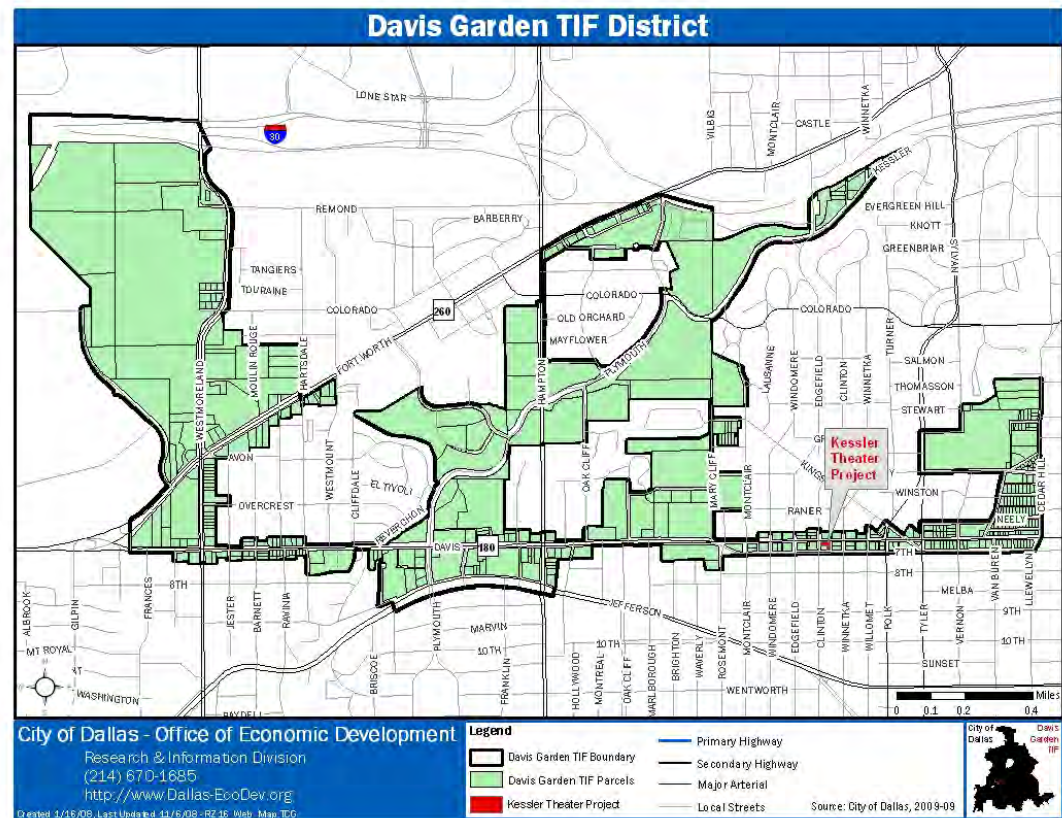 Davis Garden TIF District
LONE STAR
30
VILBIG
MONTCLAIR
CASTLE
WINNETKA
KESSLER
REMOND
BARBERRY
EVERGREEN HILL
KNOTT
GREENBRIAR
SYLVAN
TANGIERS
TOURAINE
COLORADO
260
COLORADO
OLD ORCHARD
MAYFLOWER
COLORADO
TURNER
MOULIN ROUGE
HARTSDALE
FORT WORTH
HAMPTON
PLYMOUTH
LAUSANNE
WINDOMERE
EDGEFIELD
CLINTON
WINNETKA
SALMON
THOMASSON
STEWART
WESTMORELAND
AVON
WESTMOUNT
CLIFFDALE
EL TIVOLI
OVERCREST
OAK CLIFF
MARY CLIFF
MONTCLAIR
Kessler
Theater
Project
WINSTON
CEDAR HILL
RANER
NEELY
REVERCHON
DAVIS
180
7TH
8TH
8TH
VAN BUREN
LLEWELLYN
MELBA
ALBROOK
GILPIN
FRANCES
JESTER
BARNETT
RAVINIA
BRISCOE
PLYMOUTH
MARVIN
10TH
FRANKLIN
JEFFERSON
HOLLYWOOD
MONTREAL
10TH
OAK CLIFF
MARLBOROUGH
BRIGHTON
WAVERLY
ROSEMONT
MONTCLAIR
WINDOMERE
EDGEFIELD
CLINTON
WINNETKA
WILLOMET
POLK
TYLER
VERNON
9TH
10TH
MT ROYAL
WASHINGTON
WENTWORTH
SUNSET
Miles
0 0.1 0.2 0.4
City of Dallas - Office of Economic Development
Research & Information Division
(214) 670-1685
http://www.Dallas-EcoDev.org
Legend
Davis Garden TIF Boundary
Davis Garden TIF Parcels
Kessler Theater Project
Primary Highway
Secondary Highway
Major Arterial
Local Streets
Source: City of Dallas, 2009-09
City of
Dallas
Davis
Garden
TIF